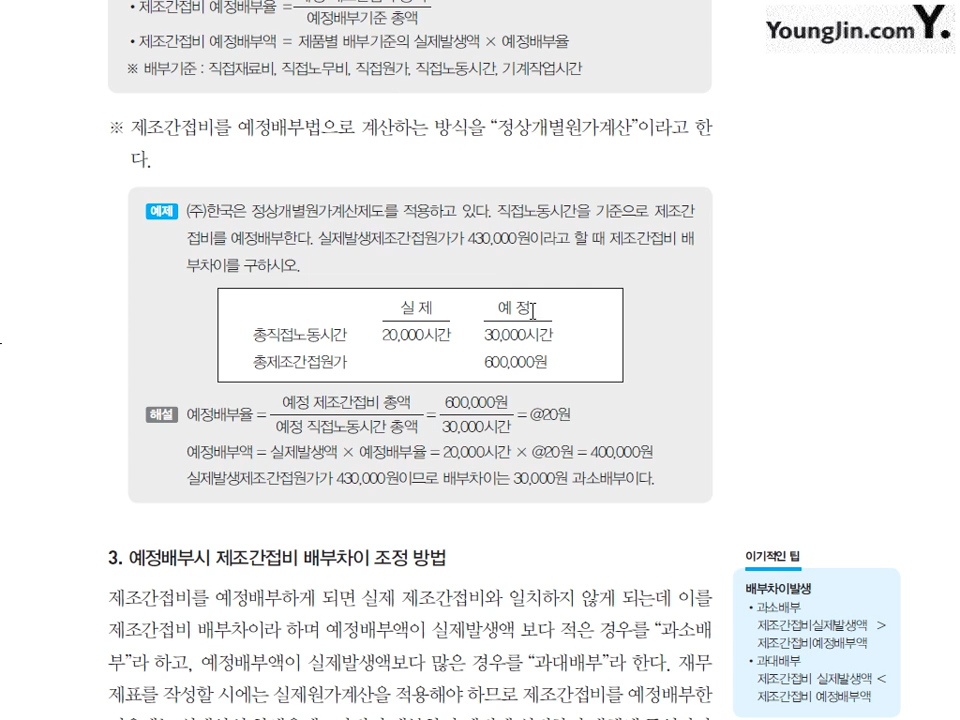 • 제조간접비 예정배부율 =
예정배부기준 총액
• 제조간접비 예정배부액 = 제품별 배부기준의 실제발생액 × 예정배부율
※ 배부기준 : 직접재료비, 직접노무비, 직접원가, 직접노동시간, 기계작업시간
YoungJin.com Y.
※ 제조간접비를 예정배부법으로 계산하는 방식을 “정상개별원가계산”이라고 한
다.
예제 (주)한국은 정상개별원가계산제도를 적용하고 있다. 직접노동시간을 기준으로 제조간
접비를 예정배부한다. 실제발생제조간접원가가 430,000원이라고 할 때 제조간접비 배
부차이를 구하시오.
실 제 예 정
총직접노동시간 20,000시간 30,000시간
총제조간접원가 600,000원
해설 예정배부율 = 예정 제조간접비 총액 / 예정 직접노동시간 총액 = 600,000원 / 30,000시간 = @20원
예정배부액 = 실제발생액 × 예정배부율 = 20,000시간 × @20원 = 400,000원
실제발생제조간접원가가 430,000원이므로 배부차이는 30,000원 과소배부이다.
3. 예정배부시 제조간접비 배부차이 조정 방법
제조간접비를 예정배부하게 되면 실제 제조간접비와 일치하지 않게 되는데 이를
제조간접비 배부차이라 하며 예정배부액이 실제발생액 보다 적은 경우를 “과소배
부”라 하고, 예정배부액이 실제발생액보다 많은 경우를 “과대배부”라 한다. 재무
제표를 작성할 시에는 실제원가계산을 적용해야 하므로 제조간접비를 예정배부한
이기적인 팁
배부차이발생
• 과소배부
제조간접비실제발생액 >
제조간접비예정배부액
• 과대배부
제조간접비 실제발생액 <
제조간접비 예정배부액